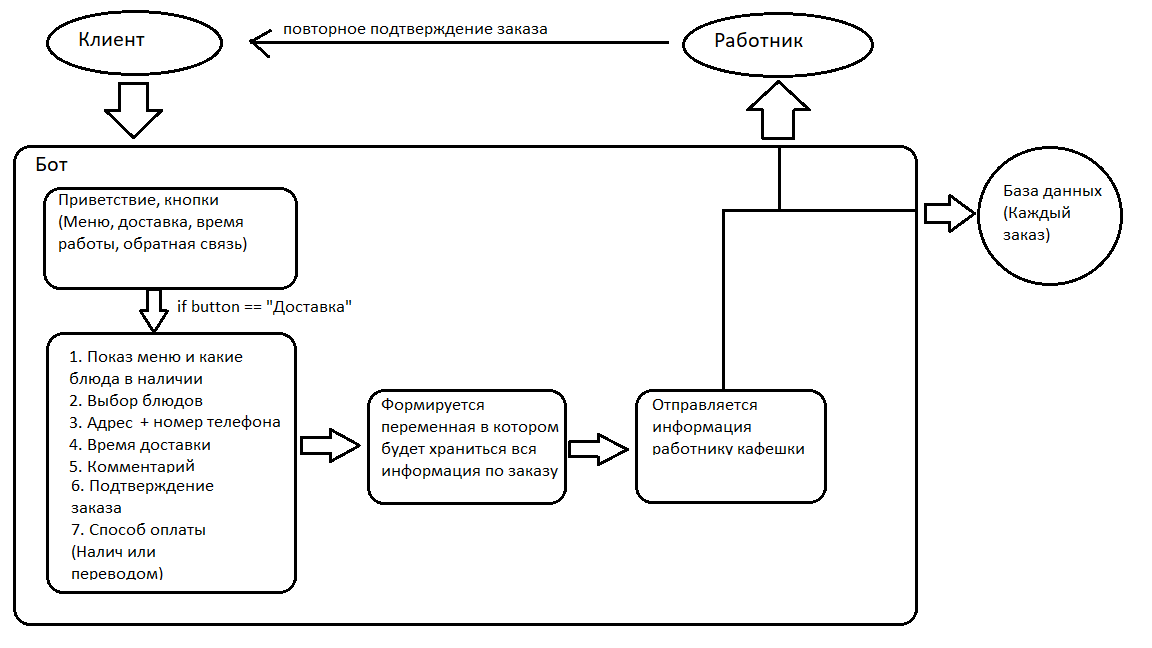 Клиент
повторное подтверждение заказа
Работник
Бот
Приветствие, кнопки
(Меню, доставка, время
работы, обратная связь)
if button == "Доставка"
1. Показ меню и какие
блюда в наличии
2. Выбор блюдов
3. Адрес + номер телефона
4. Время доставки
5. Комментарий
6. Подтверждение
заказа
7. Способ оплаты
(Налич или
переводом)
Формируется
переменная в котором
будет храниться вся
информация по заказу
Отправляется
информация
работнику кафешки
База данных
(Каждый
заказ)